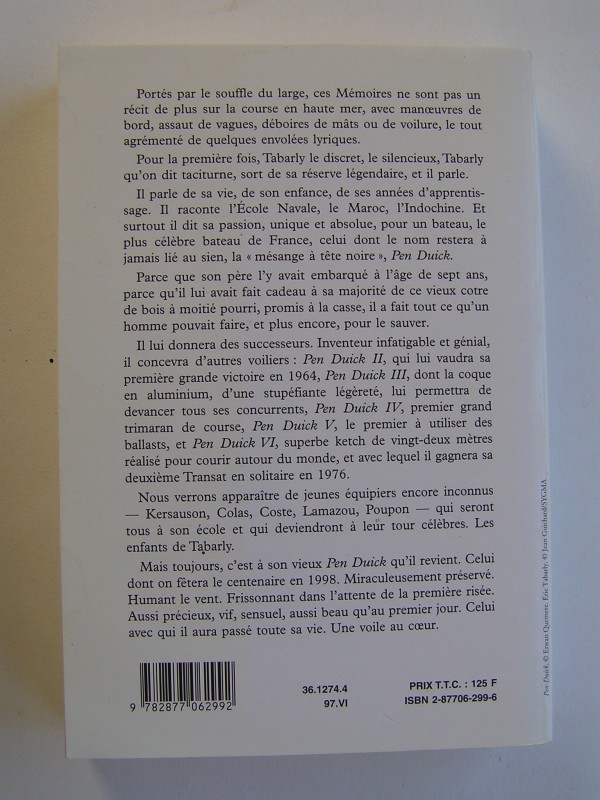 Portés par le souffle du large, ces Mémoires ne sont pas un
récit de plus sur la course en haute mer, avec manœuvres de
bord, assaut de vagues, déboires de mâts ou de voilure, le tout
agrémenté de quelques envolées lyriques.
Pour la première fois, Tabarly le discret, le silencieux, Tabarly
qu'on dit taciturne, sort de sa réserve légendaire, et il parle.
Il parle de sa vie, de son enfance, de ses années d'apprentis-
sage. Il raconte l'École Navale, le Maroc, l'Indochine. Et
surtout il dit sa passion, unique et absolue, pour un bateau, le
plus célèbre bateau de France, celui dont le nom restera à
jamais lié au sien, la « mésange à tête noire », Pen Duick.
Parce que son père l'y avait embarqué à l'âge de sept ans,
parce qu'il lui avait fait cadeau à sa majorité de ce vieux cotre
de bois à moitié pourri, promis à la casse, il a fait tout ce qu'un
homme pouvait faire, et plus encore, pour le sauver.
Il lui donnera des successeurs. Inventeur infatigable et génial,
il concevra d'autres voiliers : Pen Duick II, qui lui vaudra sa
première grande victoire en 1964, Pen Duick III, dont la coque
en aluminium, d'une stupéfiante légèreté, lui permettra de
devancer tous ses concurrents, Pen Duick IV, premier grand
trimaran de course, Pen Duick V, le premier à utiliser des
ballasts, et Pen Duick VI, superbe ketch de vingt-deux mètres
réalisé pour courir autour du monde, et avec lequel il gagnera sa
deuxième Transat en solitaire en 1976.
Nous verrons apparaître de jeunes équipiers encore inconnus
— Kersauson, Colas, Coste, Lamazou, Poupon — qui seront
tous à son école et qui deviendront à leur tour célèbres. Les
enfants de Tabarly.
Mais toujours, c'est à son vieux Pen Duick qu'il revient. Celui
dont on fêtera le centenaire en 1998. Miraculeusement préservé.
Humant le vent. Frissonnant dans l'attente de la première risée.
Aussi précieux, vif, sensuel, aussi beau qu'au premier jour. Celui
avec qui il aura passé toute sa vie. Une voile au cœur.
9 782877 062992
36.1274.4
97.VI
PRIX T.T.C. : 125 F
ISBN 2-87706-299-6
Pen Duick, © Erwan Quemere. Éric Tabarly, © Jean Guichard/SYGMA.